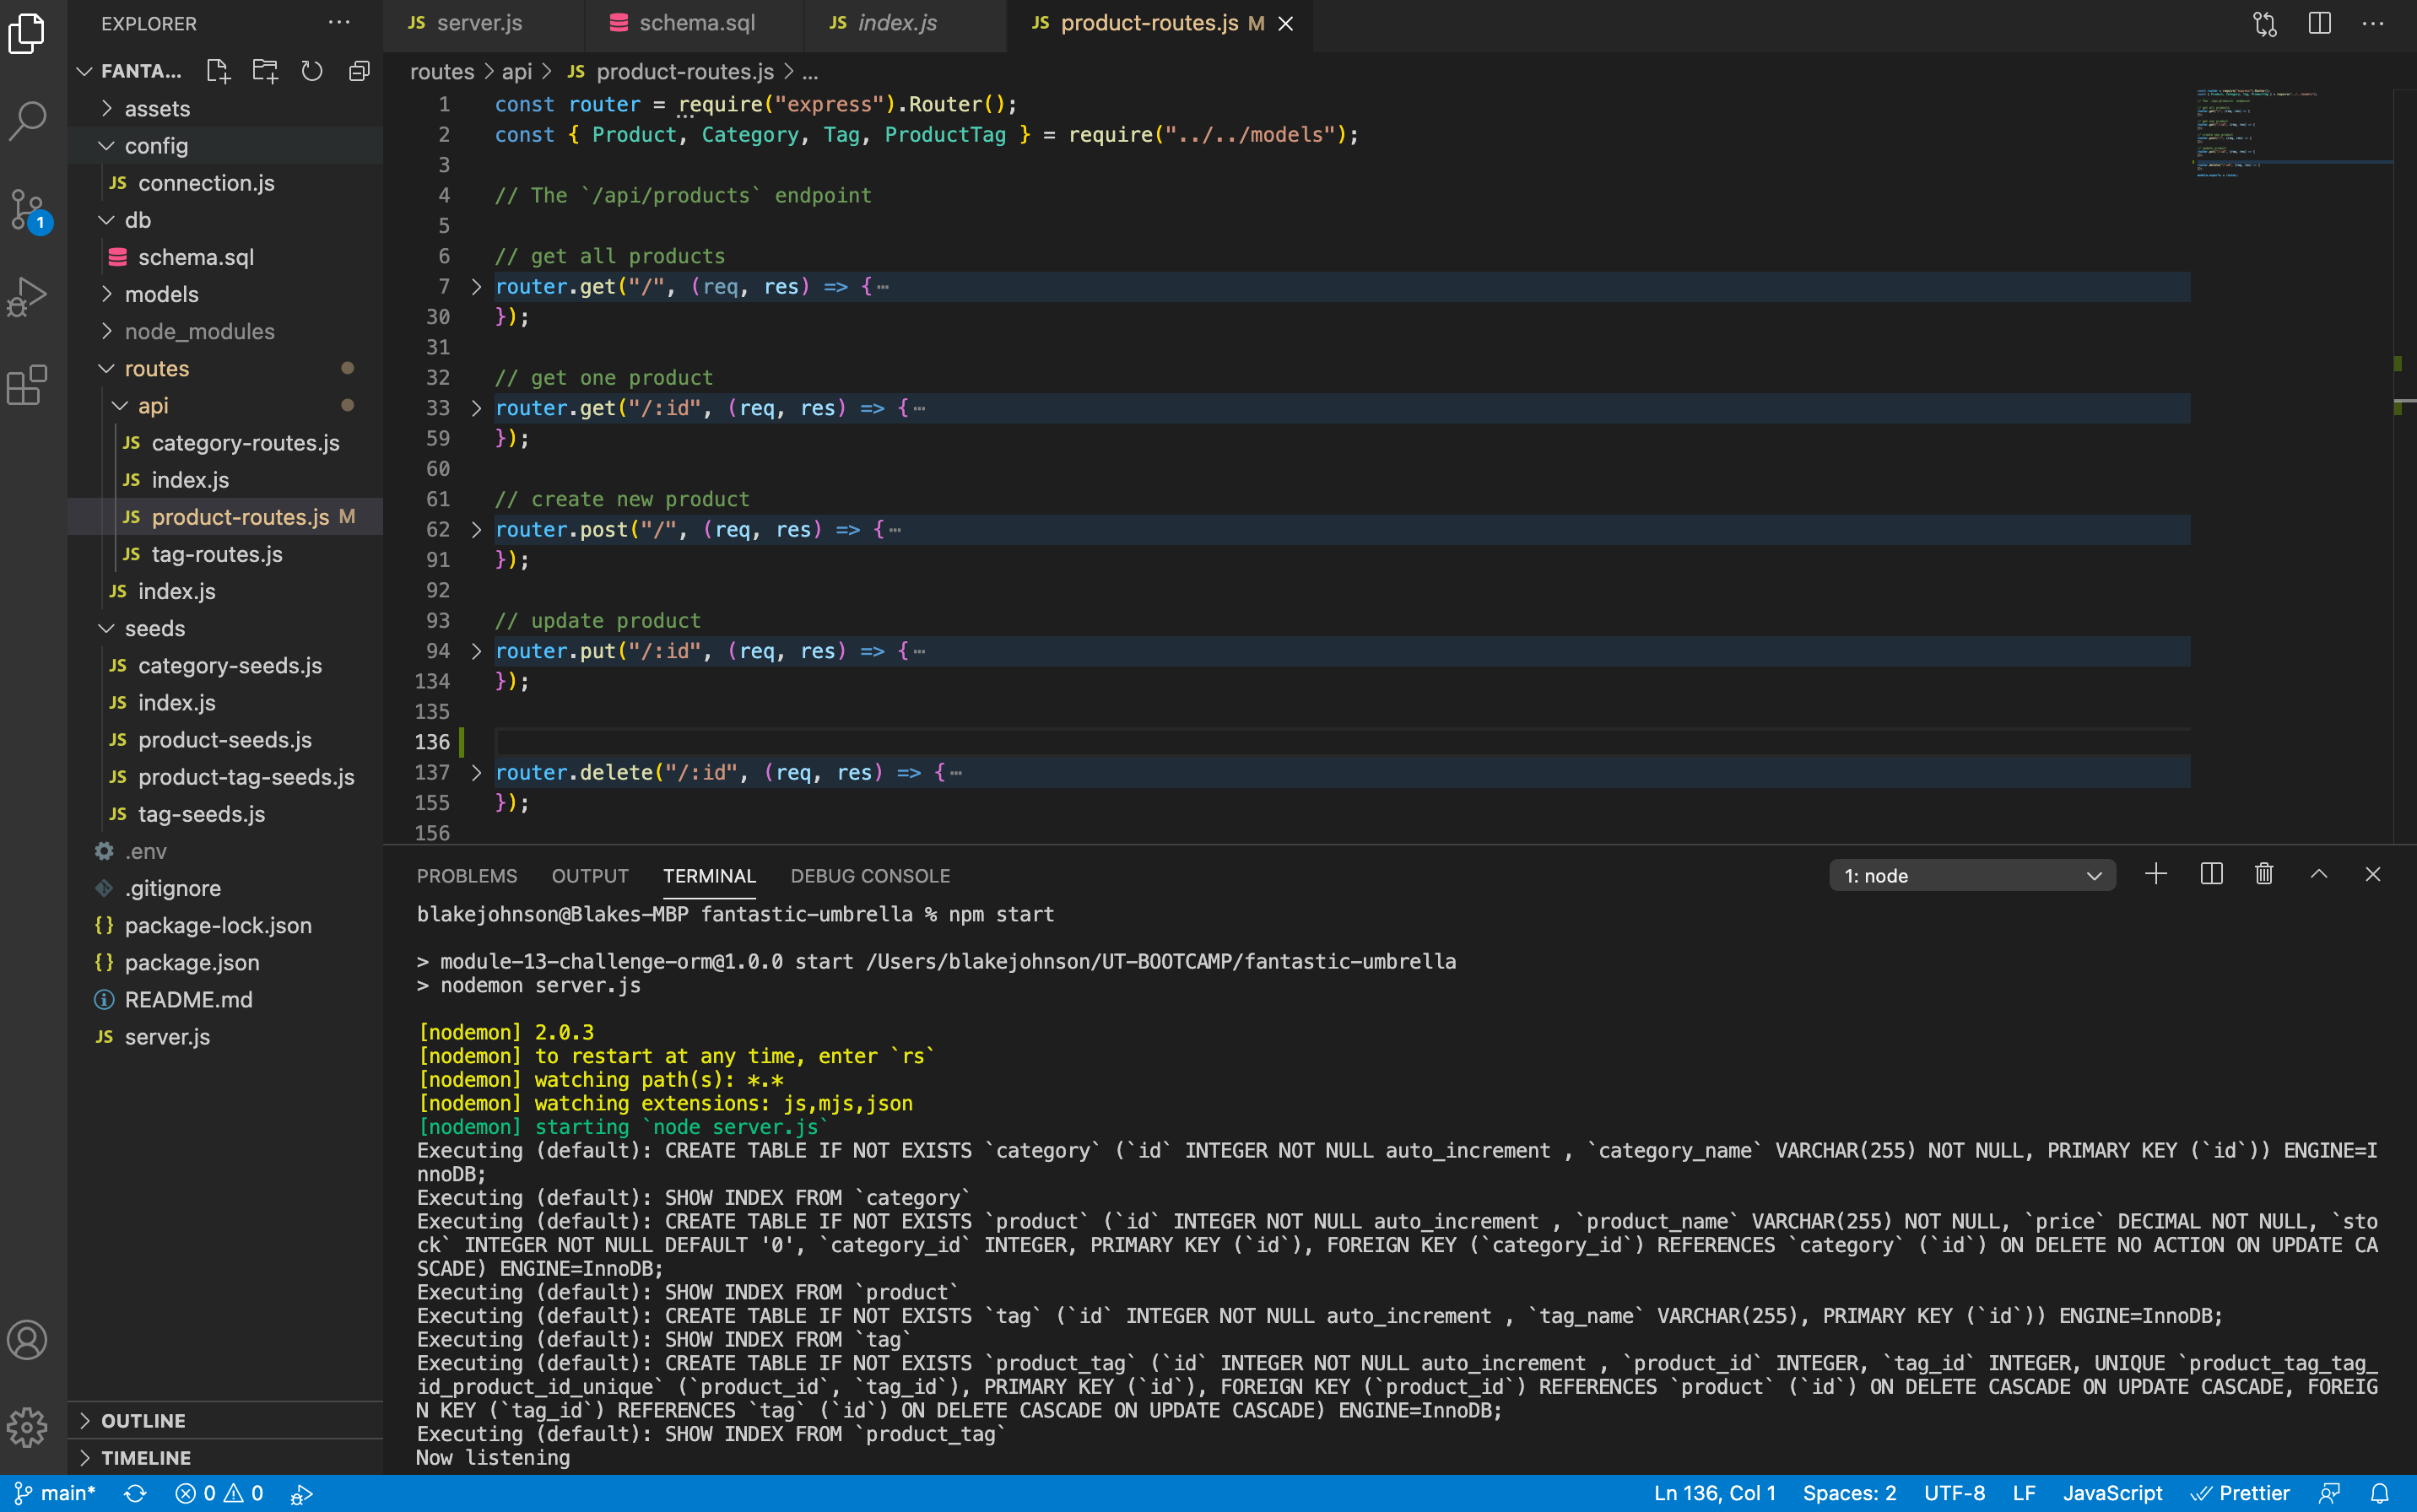 EXPLORER
FANTA...
assets
config
JS connection.js
db
schema.sql
models
node_modules
routes
api
JS category-routes.js
JS index.js
JS product-routes.js M
JS tag-routes.js
JS index.js
seeds
JS category-seeds.js
JS index.js
JS product-seeds.js
JS product-tag-seeds.js
JS tag-seeds.js
.env
.gitignore
{} package-lock.json
{} package.json
README.md
JS server.js
OUTLINE
TIMELINE
1
JS server.js
schema.sql
JS index.js
JS product-routes.js M
routes > api > JS product-routes.js > ...
1 const router = require("express").Router();
2 const { Product, Category, Tag, ProductTag } = require("../../models");
3
4 // The `/api/products` endpoint
5
6 // get all products
7 router.get("/", (req, res) => {…
30 });
31
32 // get one product
33 router.get("/:id", (req, res) => {…
59 });
60
61 // create new product
62 router.post("/", (req, res) => {…
91 });
92
93 // update product
94 router.put("/:id", (req, res) => {…
134 });
135
136
137 router.delete("/:id", (req, res) => {…
155 });
156
PROBLEMS OUTPUT TERMINAL DEBUG CONSOLE 1: node
blakejohnson@Blakes-MBP fantastic-umbrella % npm start
> module-13-challenge-orm@1.0.0 start /Users/blakejohnson/UT-BOOTCAMP/fantastic-umbrella
> nodemon server.js
[nodemon] 2.0.3
[nodemon] to restart at any time, enter `rs`
[nodemon] watching path(s): *.*
[nodemon] watching extensions: js,mjs,json
[nodemon] starting `node server.js`
Executing (default): CREATE TABLE IF NOT EXISTS `category` (`id` INTEGER NOT NULL auto_increment , `category_name` VARCHAR(255) NOT NULL, PRIMARY KEY (`id`)) ENGINE=I
nnoDB;
Executing (default): SHOW INDEX FROM `category`
Executing (default): CREATE TABLE IF NOT EXISTS `product` (`id` INTEGER NOT NULL auto_increment , `product_name` VARCHAR(255) NOT NULL, `price` DECIMAL NOT NULL, `sto
ck` INTEGER NOT NULL DEFAULT '0', `category_id` INTEGER, PRIMARY KEY (`id`), FOREIGN KEY (`category_id`) REFERENCES `category` (`id`) ON DELETE NO ACTION ON UPDATE CA
SCADE) ENGINE=InnoDB;
Executing (default): SHOW INDEX FROM `product`
Executing (default): CREATE TABLE IF NOT EXISTS `tag` (`id` INTEGER NOT NULL auto_increment , `tag_name` VARCHAR(255), PRIMARY KEY (`id`)) ENGINE=InnoDB;
Executing (default): SHOW INDEX FROM `tag`
Executing (default): CREATE TABLE IF NOT EXISTS `product_tag` (`id` INTEGER NOT NULL auto_increment , `product_id` INTEGER, `tag_id` INTEGER, UNIQUE `product_tag_tag_
id_product_id_unique` (`product_id`, `tag_id`), PRIMARY KEY (`id`), FOREIGN KEY (`product_id`) REFERENCES `product` (`id`) ON DELETE CASCADE ON UPDATE CASCADE, FOREIG
N KEY (`tag_id`) REFERENCES `tag` (`id`) ON DELETE CASCADE ON UPDATE CASCADE) ENGINE=InnoDB;
Executing (default): SHOW INDEX FROM `product_tag`
Now listening
main* 0 0 Ln 136, Col 1 Spaces: 2 UTF-8 LF JavaScript Prettier